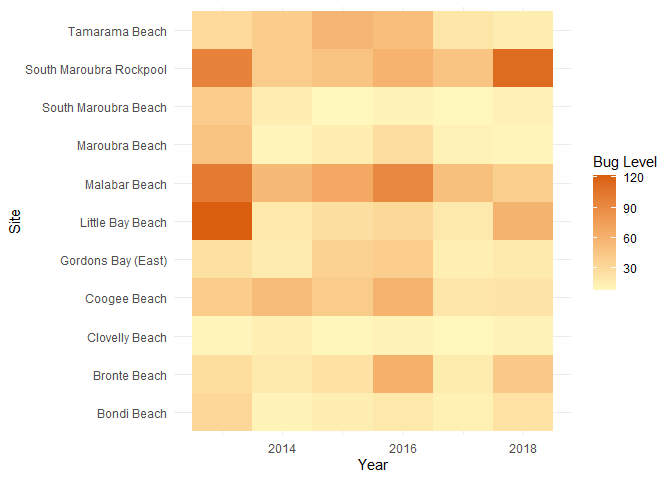 Tamarama Beach
South Maroubra Rockpool
South Maroubra Beach
Maroubra Beach
Malabar Beach
Little Bay Beach
Gordons Bay (East)
Coogee Beach
Clovelly Beach
Bronte Beach
Bondi Beach
Site
2014 2016 2018
Year
Bug Level
120
90
60
30